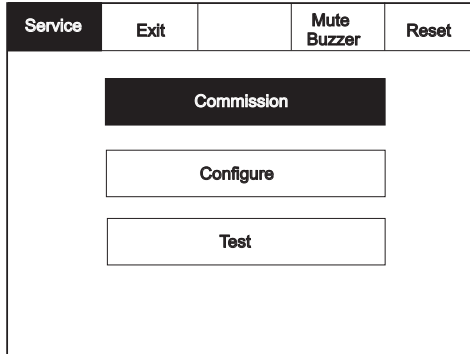 Service
Exit
Mute
Buzzer
Reset
Commission
Configure
Test